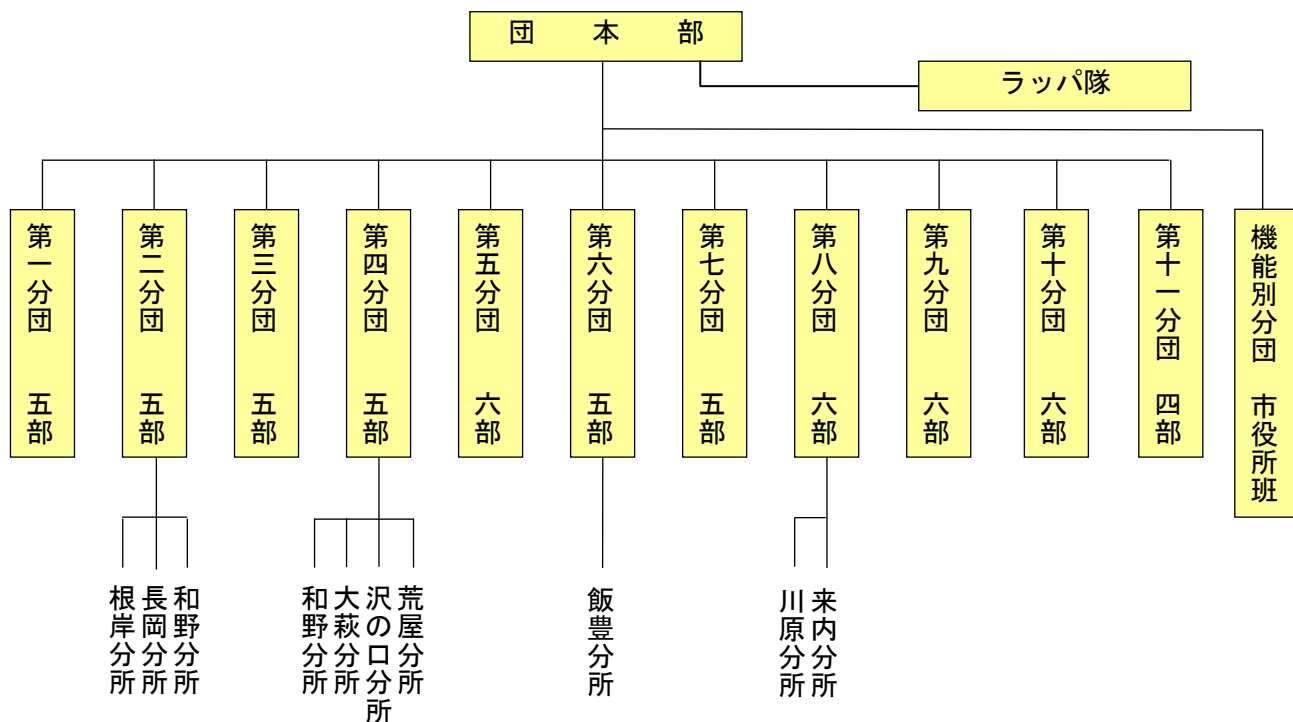 団　本　部
ラッパ隊
第一分団　五部
第二分団　五部
第三分団　五部
第四分団　五部
第五分団　六部
第六分団　五部
第七分団　五部
第八分団　六部
第九分団　六部
第十分団　六部
第十一分団　四部
機能別分団　市役所班
根岸分所
長岡分所
和野分所
和野分所
大萩分所
沢の口分所
荒屋分所
飯豊分所
川原分所
来内分所